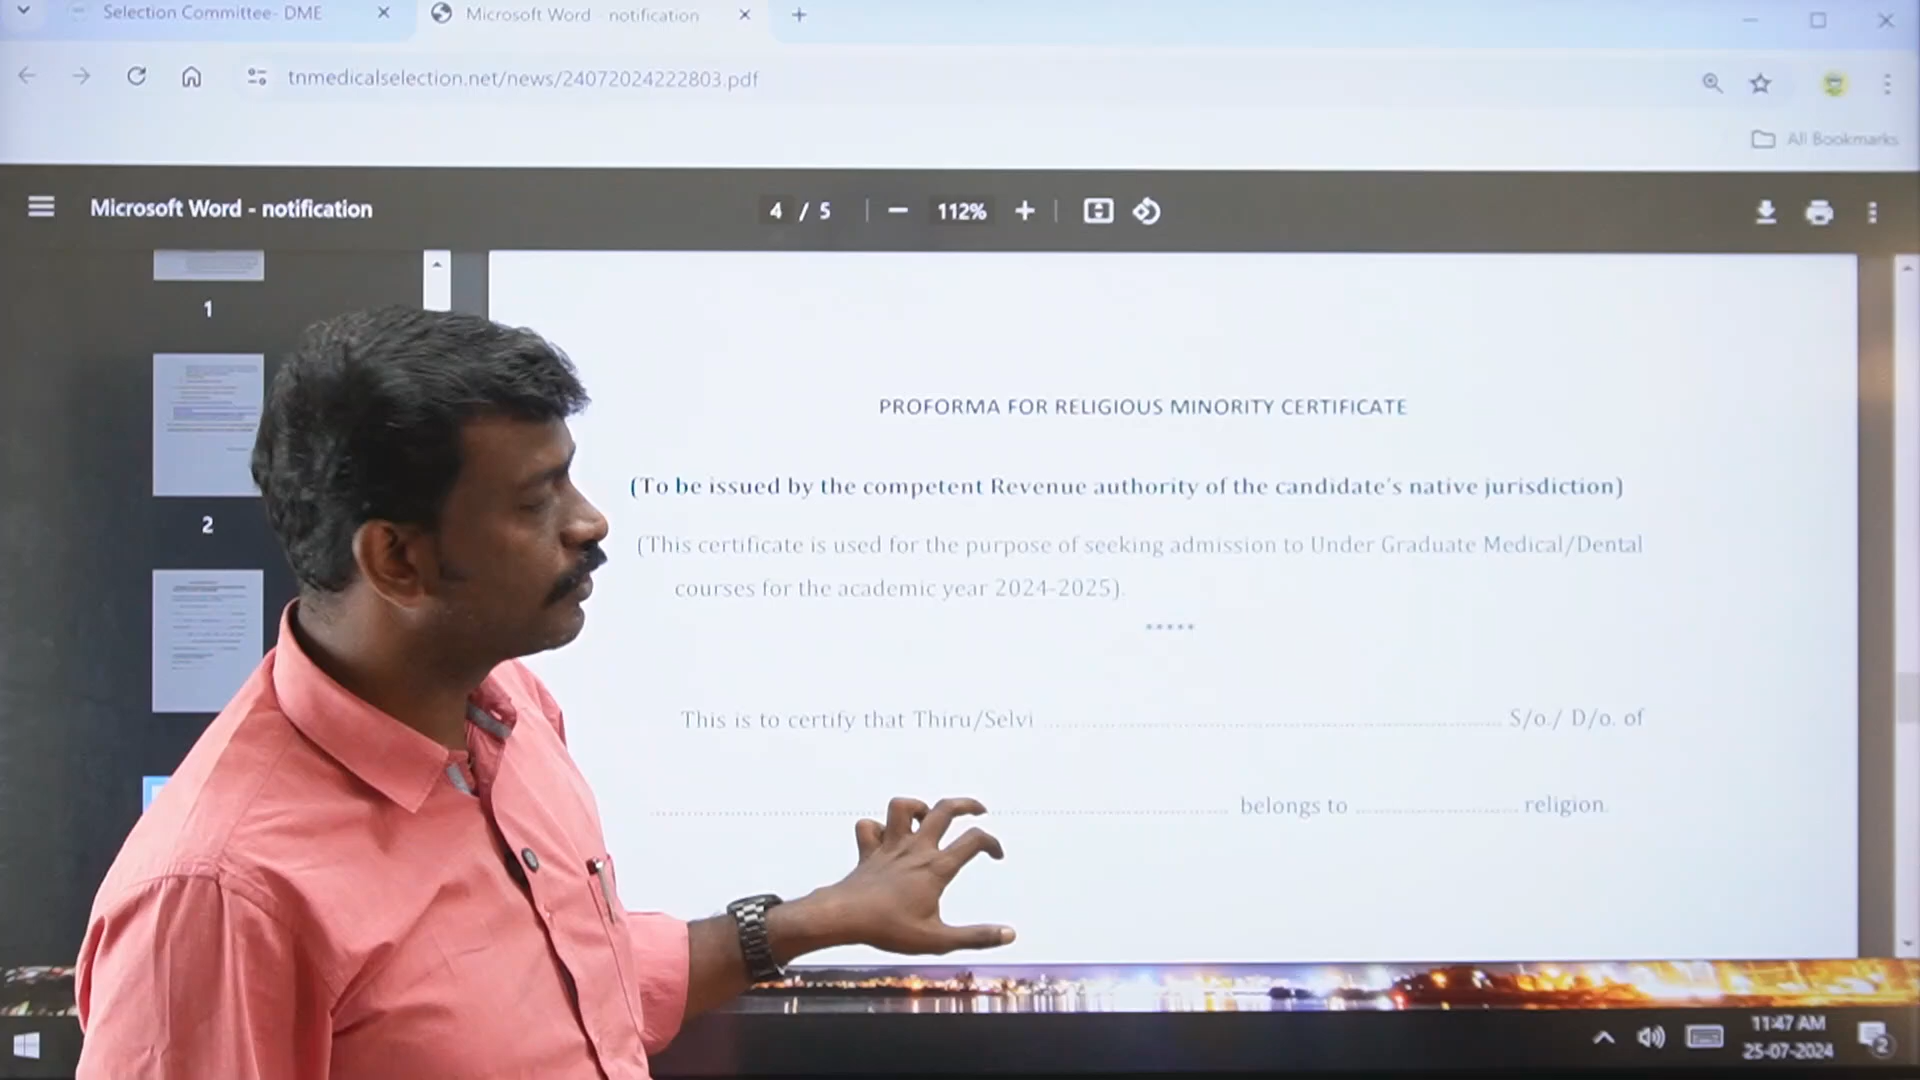 Selection Committee- DME
Microsoft Word - notification
tnmedicalselection.net/news/24072024222803.pdf
All Bookmarks
Microsoft Word - notification
4 / 5
112%
1
2
PROFORMA FOR RELIGIOUS MINORITY CERTIFICATE
(To be issued by the competent Revenue authority of the candidate's native jurisdiction)
(This certificate is used for the purpose of seeking admission to Under Graduate Medical/Dental
courses for the academic year 2024-2025).
*****
This is to certify that Thiru/Selvi ........................ S/o./ D/o. of
........................ belongs to ........................ religion.
11:47 AM
25-07-2024
2